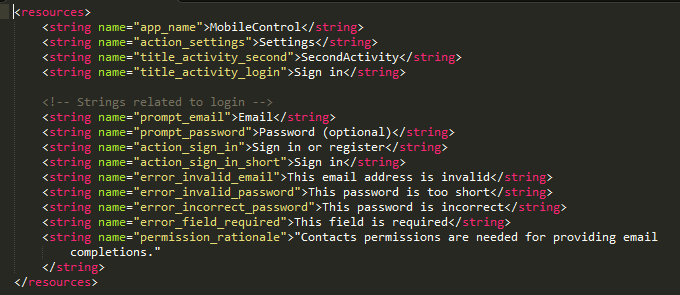 <resources>
<string name="app_name">MobileControl</string>
<string name="action_settings">Settings</string>
<string name="title_activity_second">SecondActivity</string>
<string name="title_activity_login">Sign in</string>
<!-- Strings related to login -->
<string name="prompt_email">Email</string>
<string name="prompt_password">Password (optional)</string>
<string name="action_sign_in">Sign in or register</string>
<string name="action_sign_in_short">Sign in</string>
<string name="error_invalid_email">This email address is invalid</string>
<string name="error_invalid_password">This password is too short</string>
<string name="error_incorrect_password">This password is incorrect</string>
<string name="error_field_required">This field is required</string>
<string name="permission_rationale">"Contacts permissions are needed for providing email
completions."
</string>
</resources>